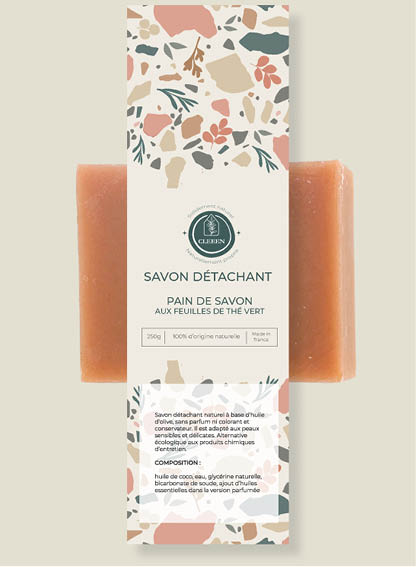 Forcément naturel
CLEEEN
Naturellement propre
SAVON DÉTACHANT
PAIN DE SAVON
AUX FEUILLES DE THÉ VERT
250g
100% d'origine naturelle
Made in
france
Savon détachant naturel à base d'huile
d'olive, sans parfum ni colorant et
conservateur. Il est adapté aux peaux
sensibles et délicates. Alternative
écologique aux produits chimiques
d'entretien.
COMPOSITION :
huile de coco, eau, glycérine naturelle,
bicarbonate de soude, ajout d'huiles
essentielles dans la version parfumée